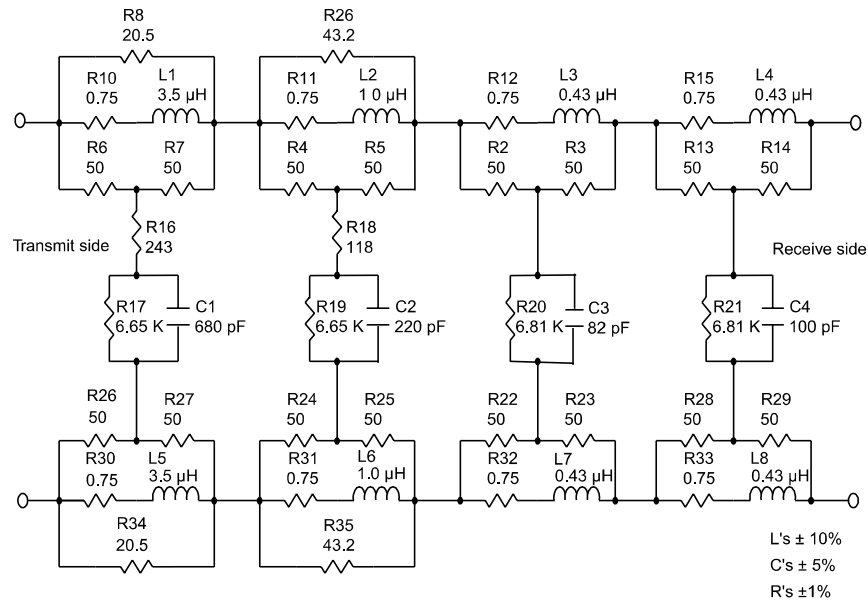 R8
20.5
R26
43.2
R10
0.75
L1
3.5 µH
R11
0.75
L2
1 0 µH
R12
0.75
L3
0.43 µH
R15
0.75
L4
0.43 µH
R6
50
R7
50
R4
50
R5
50
R2
50
R3
50
R13
50
R14
50
Transmit side
R16
243
R18
118
Receive side
R17
6.65 K
C1
680 pF
R19
6.65 K
C2
220 pF
R20
6.81 K
C3
82 pF
R21
6.81 K
C4
100 pF
R26
50
R27
50
R24
50
R25
50
R22
50
R23
50
R28
50
R29
50
R30
0.75
L5
3.5 µH
R31
0.75
L6
1.0 µH
R32
0.75
L7
0.43 µH
R33
0.75
L8
0.43 µH
R34
20.5
R35
43.2
L's ± 10%
C's ± 5%
R's ±1%